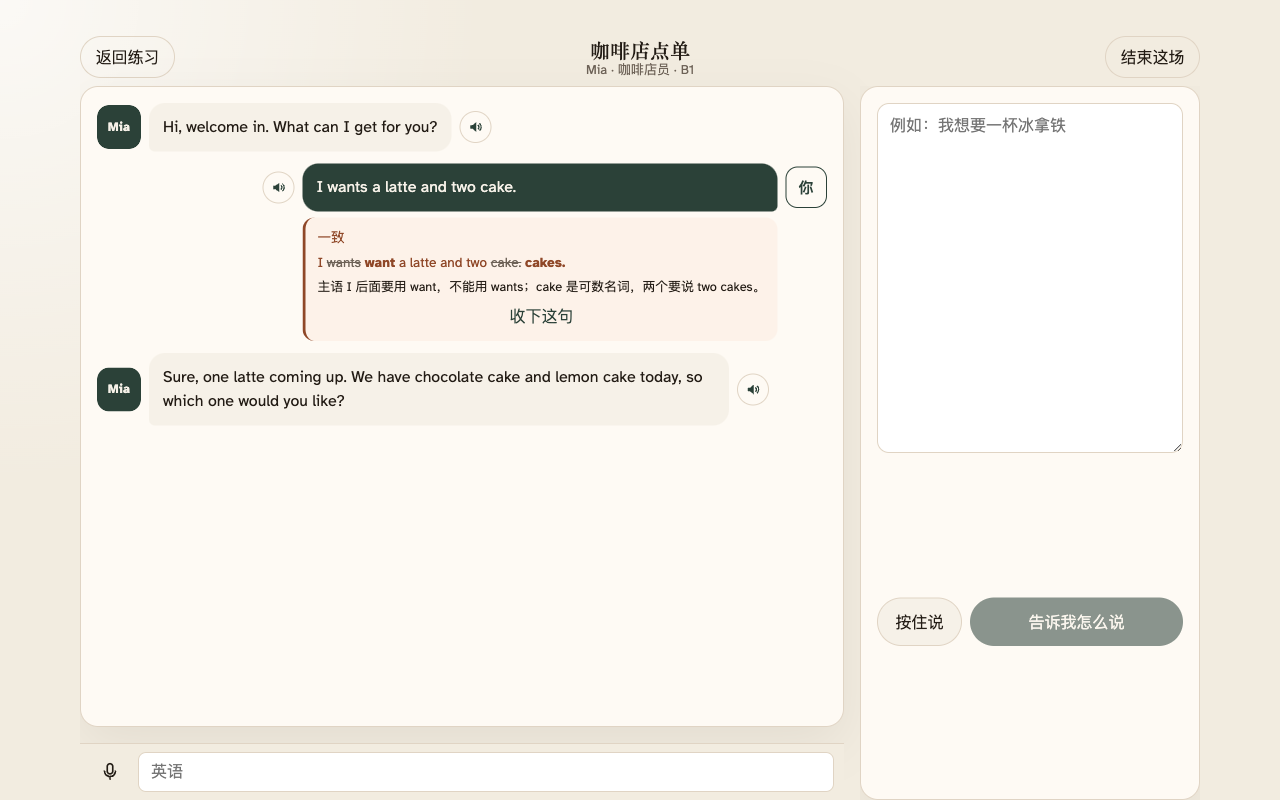 返回练习
咖啡店点单
Mia · 咖啡店员 · B1
结束这场
Mia
Hi, welcome in. What can I get for you?
I wants a latte and two cake.
你
一致
I wants want a latte and two cake. cakes.
主语 I 后面要用 want，不能用 wants；cake 是可数名词，两个要说 two cakes。
收下这句
Mia
Sure, one latte coming up. We have chocolate cake and lemon cake today, so
which one would you like?
英语
例如：我想要一杯冰拿铁
按住说
告诉我怎么说